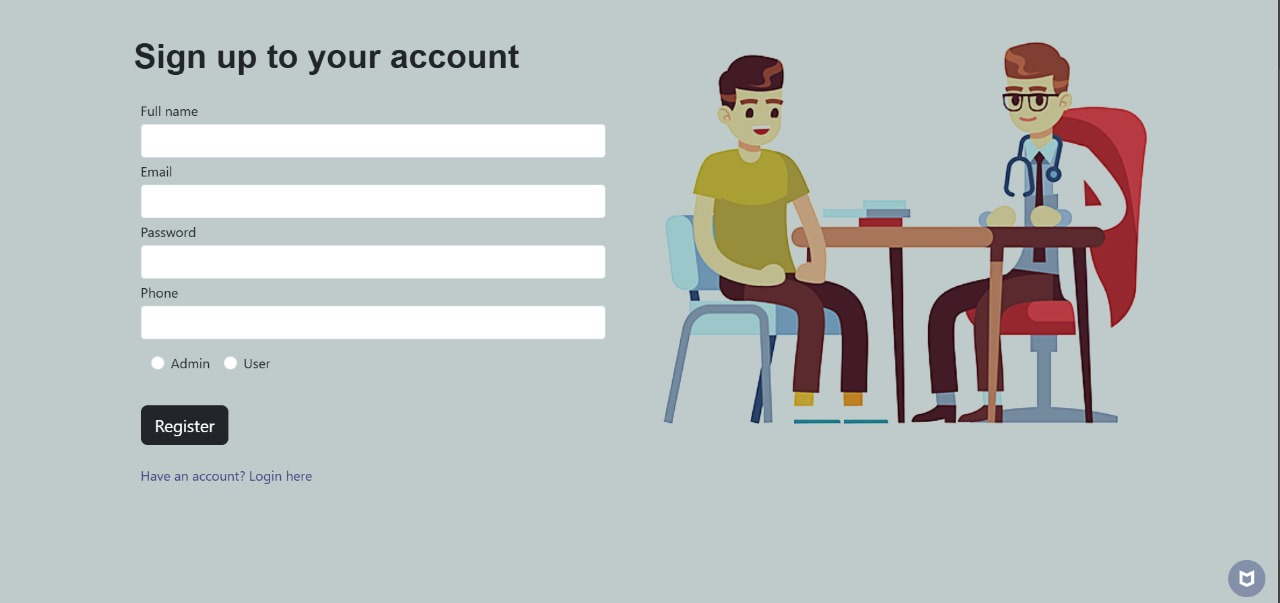 Sign up to your account
Full name
Email
Password
Phone
Admin User
Register
Have an account? Login here